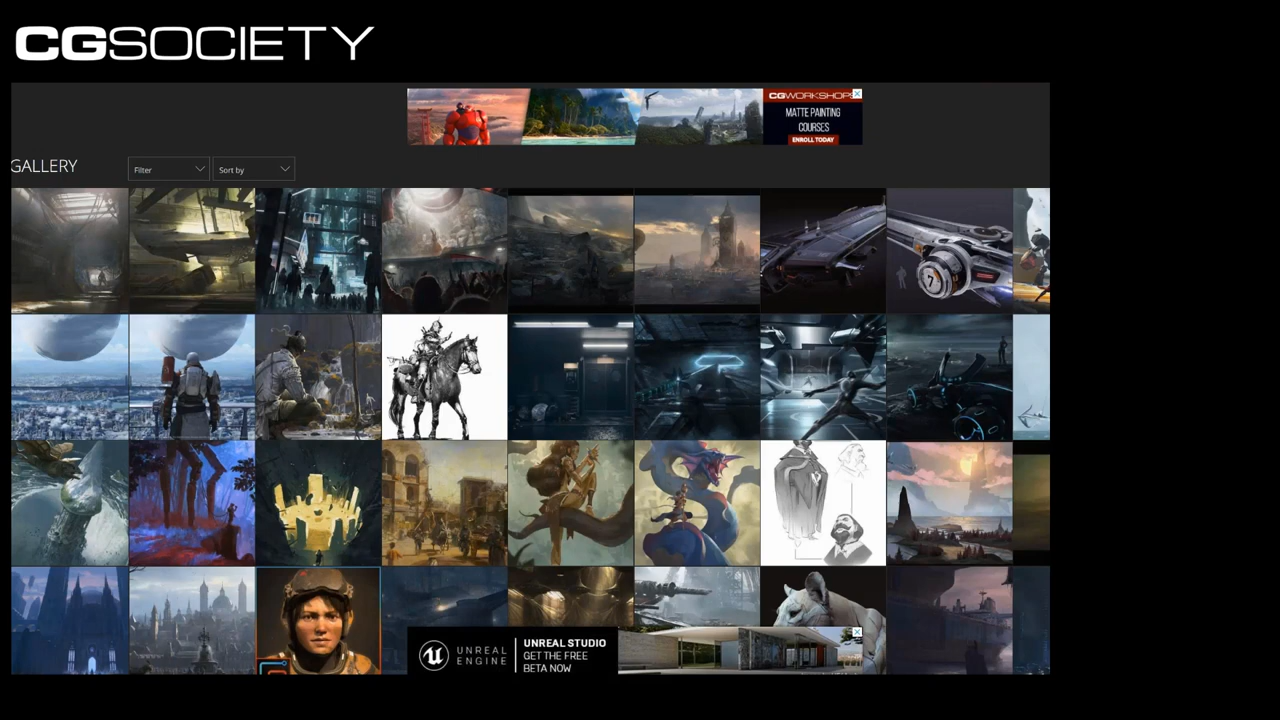 CGSOCIETY
CGWORKSHOPS
MATTE PAINTING
COURSES
ENROLL TODAY
GALLERY
Filter
Sort by
7
UNREAL
ENGINE
UNREAL STUDIO
GET THE FREE
BETA NOW